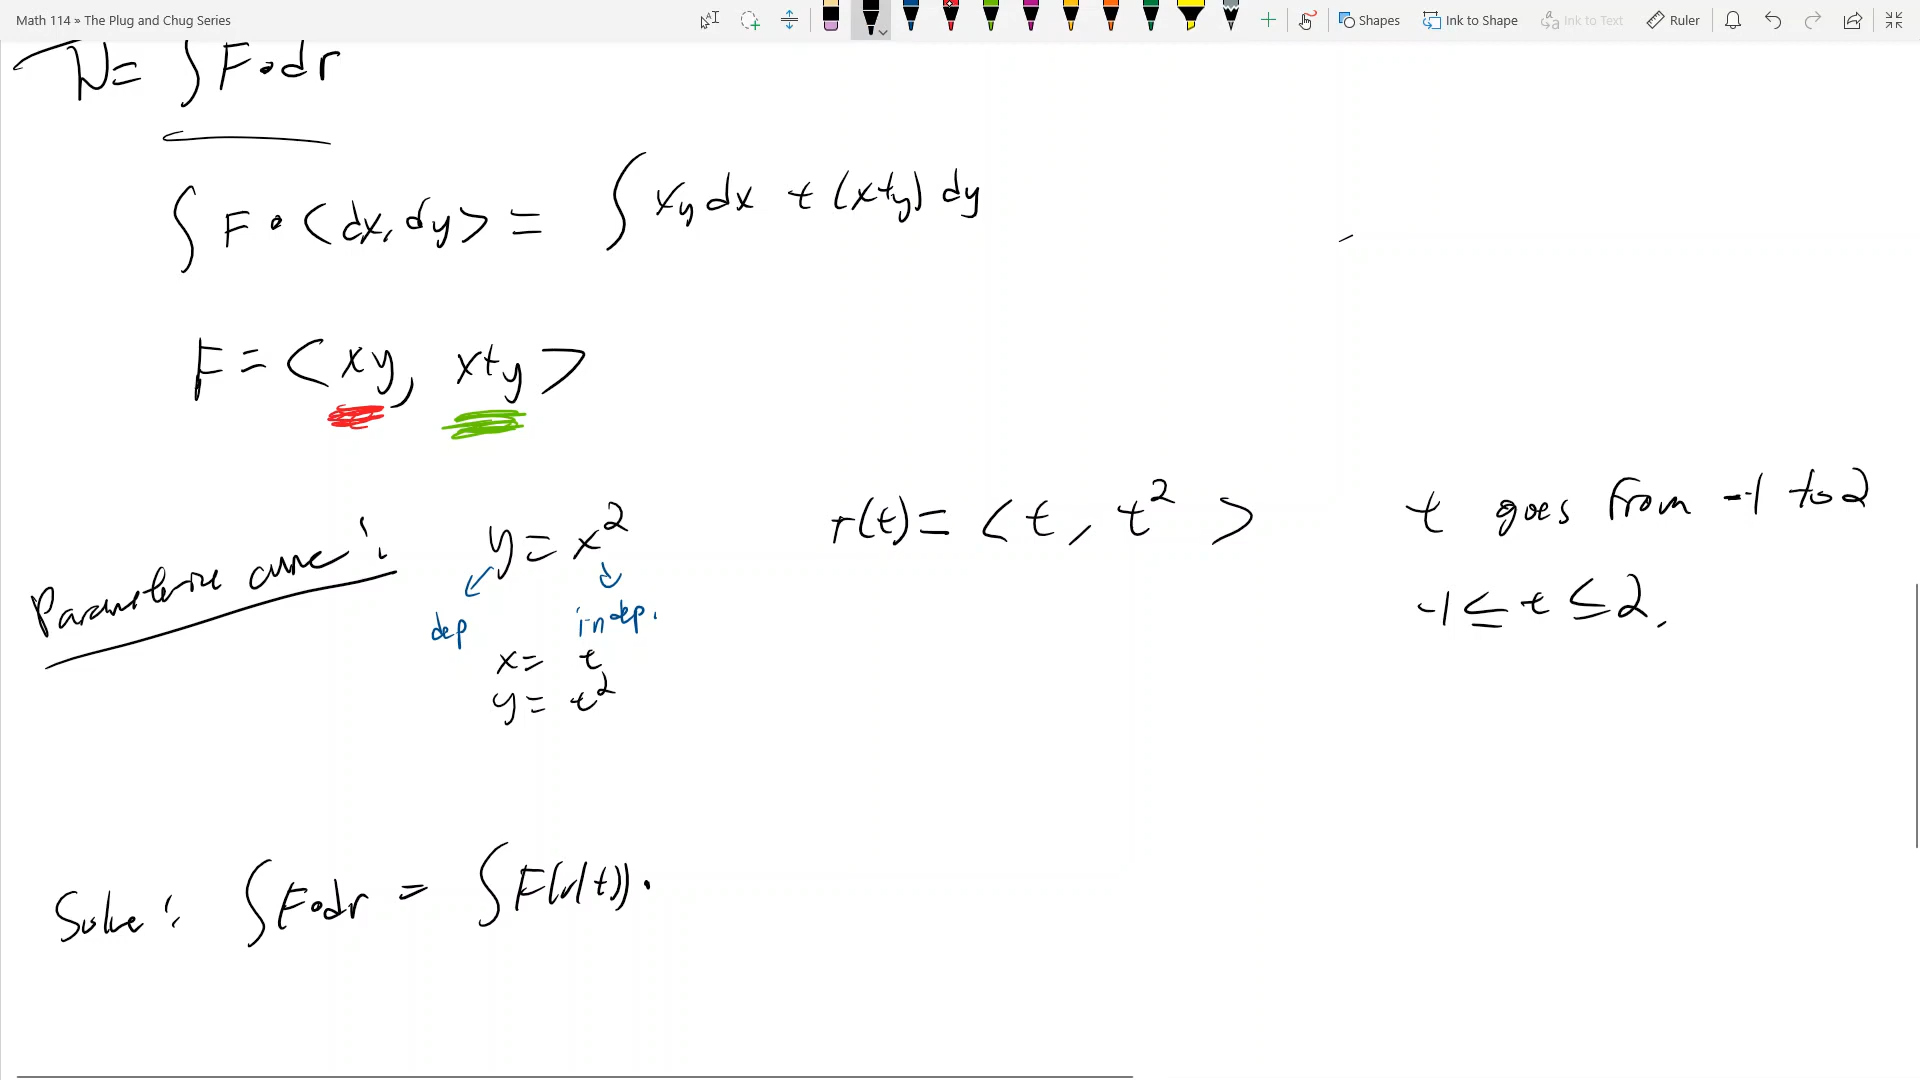 Math 114 » The Plug and Chug Series
Shapes
Ink to Shape
Ink to Text
Ruler
W= ∫ F•dr
∫ F•<dx, dy> = ∫ xy dx + (x+y) dy
F = <xy, x+y>
Parameterize curve:
y = x²
dep
indep.
x = t
y = t²
r(t) = <t, t²>
t goes from -1 to 2
-1 ≤ t ≤ 2.
Solve: ∫F•dr = ∫F(r(t))•